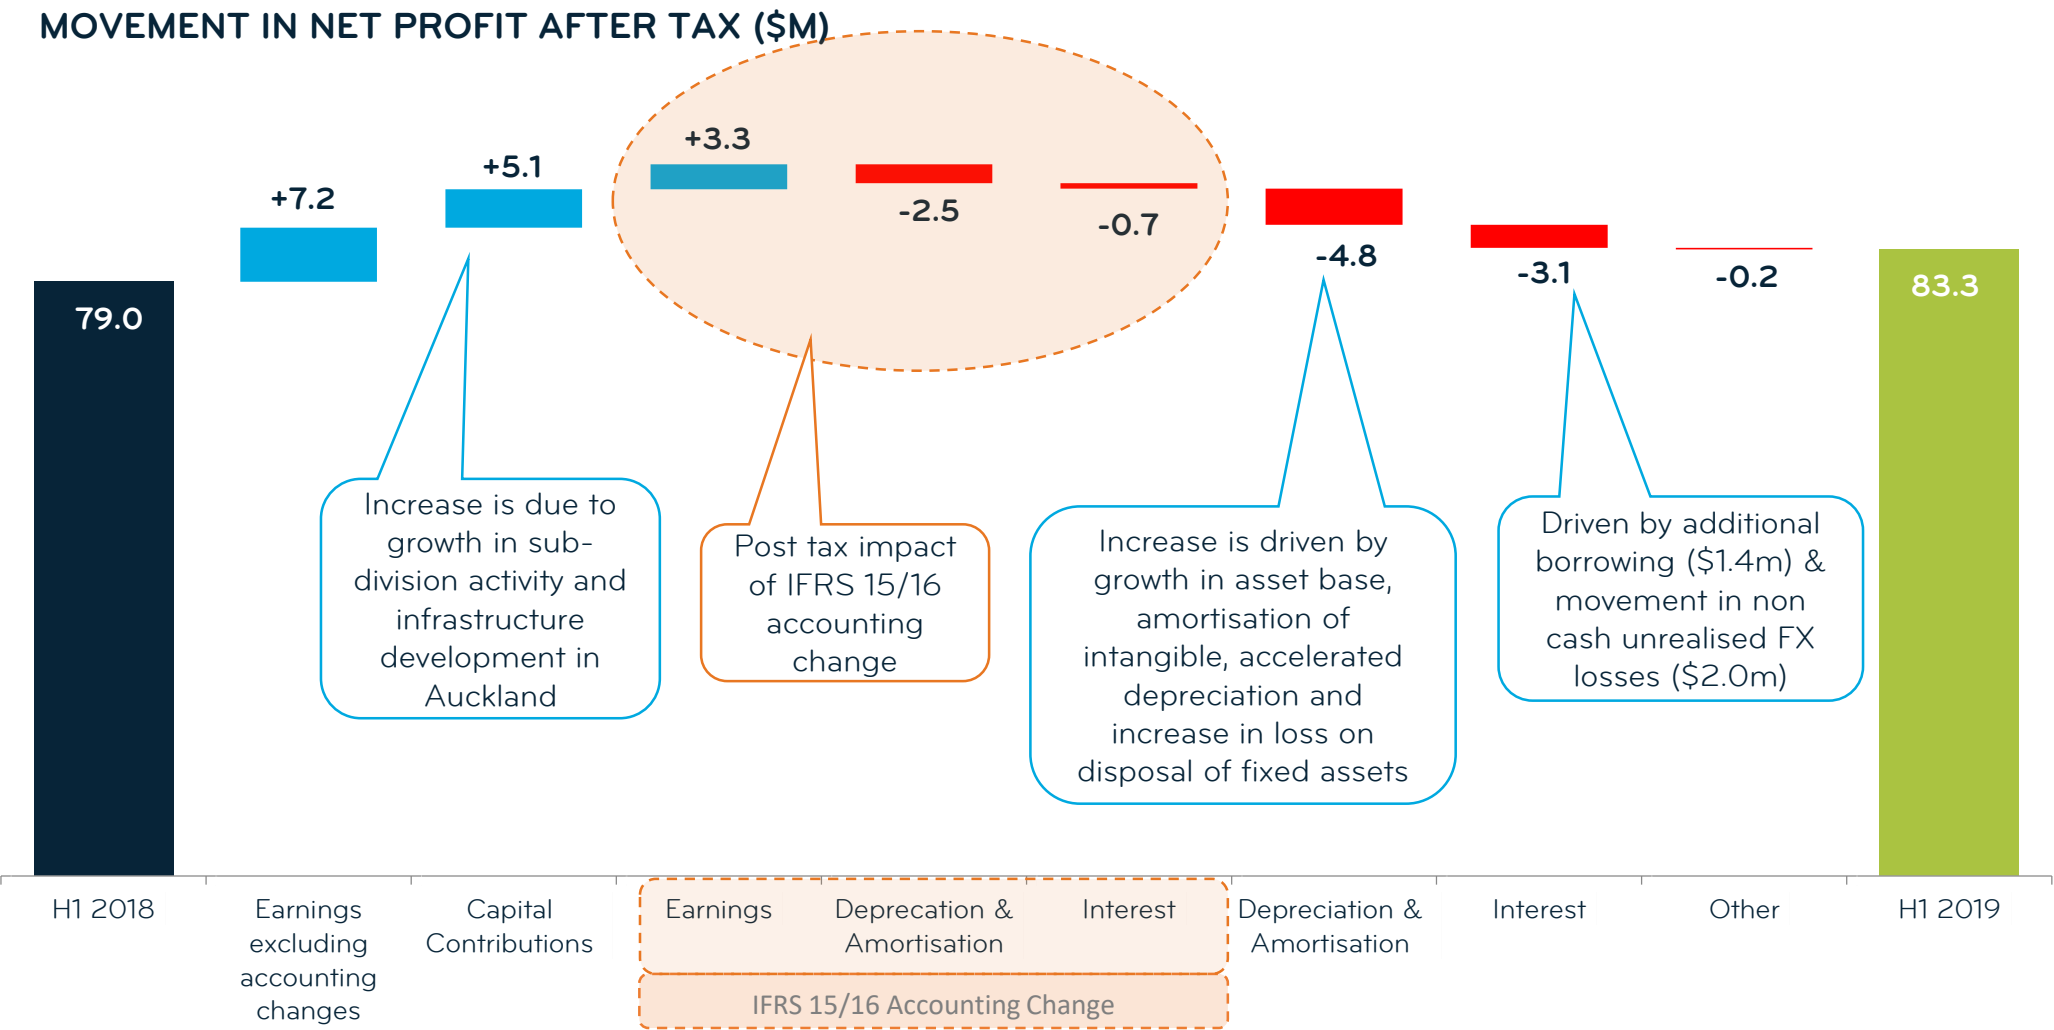 MOVEMENT IN NET PROFIT AFTER TAX ($M)
+7.2
+5.1
+3.3
-2.5
-0.7
-4.8
-3.1
-0.2
79.0
83.3
Increase is due to
growth in sub-
division activity and
infrastructure
development in
Auckland
Post tax impact
of IFRS 15/16
accounting
change
Increase is driven by
growth in asset base,
amortisation of
intangible, accelerated
depreciation and
increase in loss on
disposal of fixed assets
Driven by additional
borrowing ($1.4m) &
movement in non
cash unrealised FX
losses ($2.0m)
H1 2018
Earnings
excluding
accounting
changes
Capital
Contributions
Earnings
Deprecation &
Amortisation
Interest
Depreciation &
Amortisation
Interest
Other
H1 2019
IFRS 15/16 Accounting Change